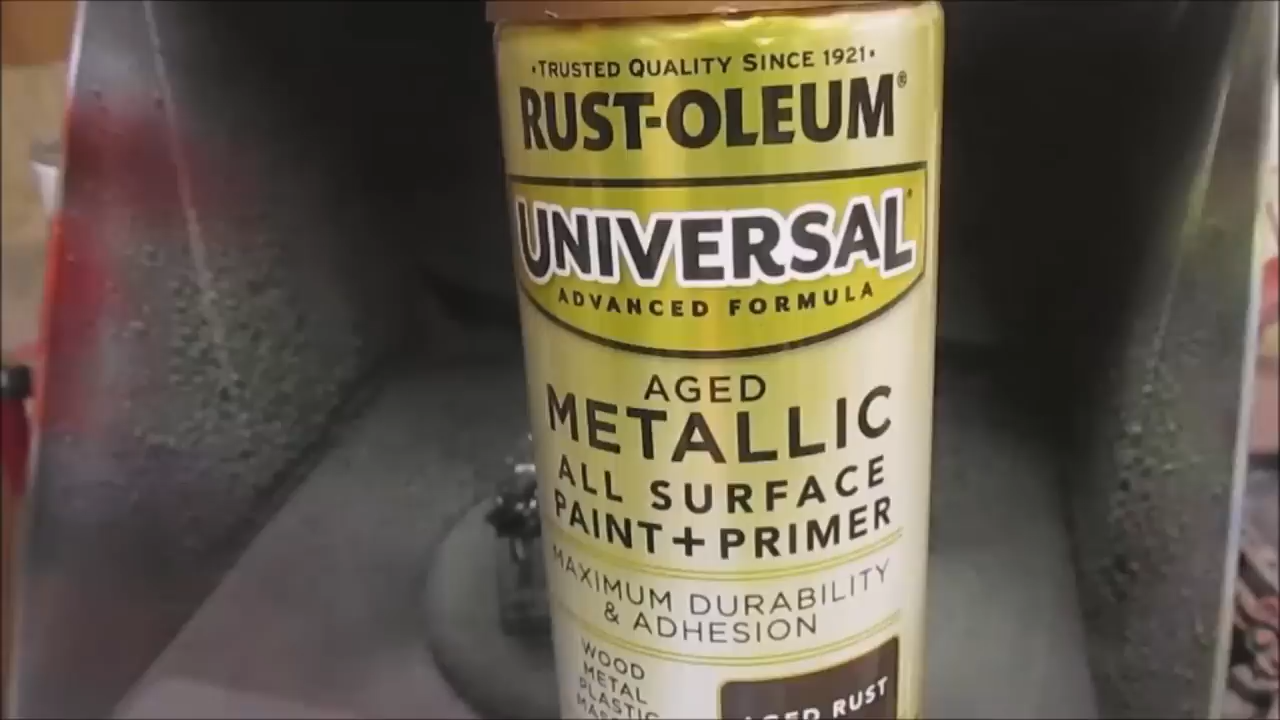 ·TRUSTED QUALITY SINCE 1921·
RUST-OLEUM®
UNIVERSAL
ADVANCED FORMULA
AGED
METALLIC
ALL SURFACE
PAINT+PRIMER
MAXIMUM DURABILITY
& ADHESION
WOOD
METAL
PLASTIC
RUST